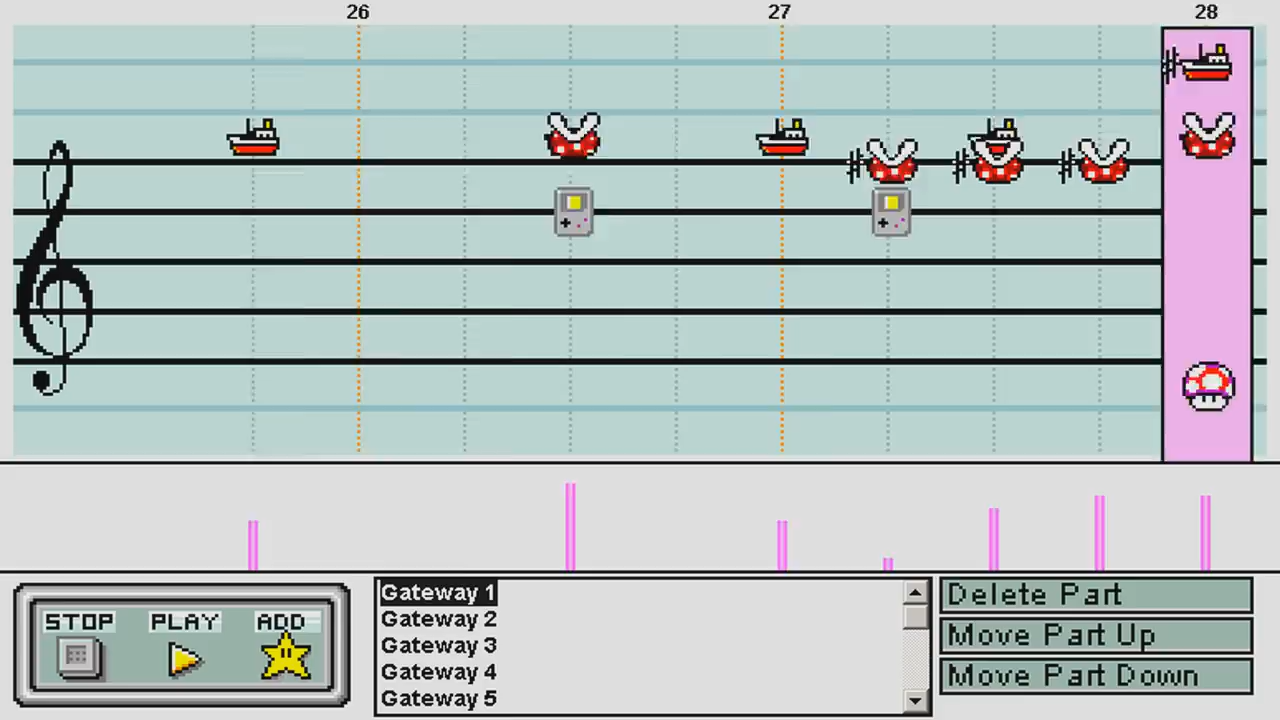 26 27 28
STOP PLAY ADD
Gateway 1
Gateway 2
Gateway 3
Gateway 4
Gateway 5
Delete Part
Move Part Up
Move Part Down